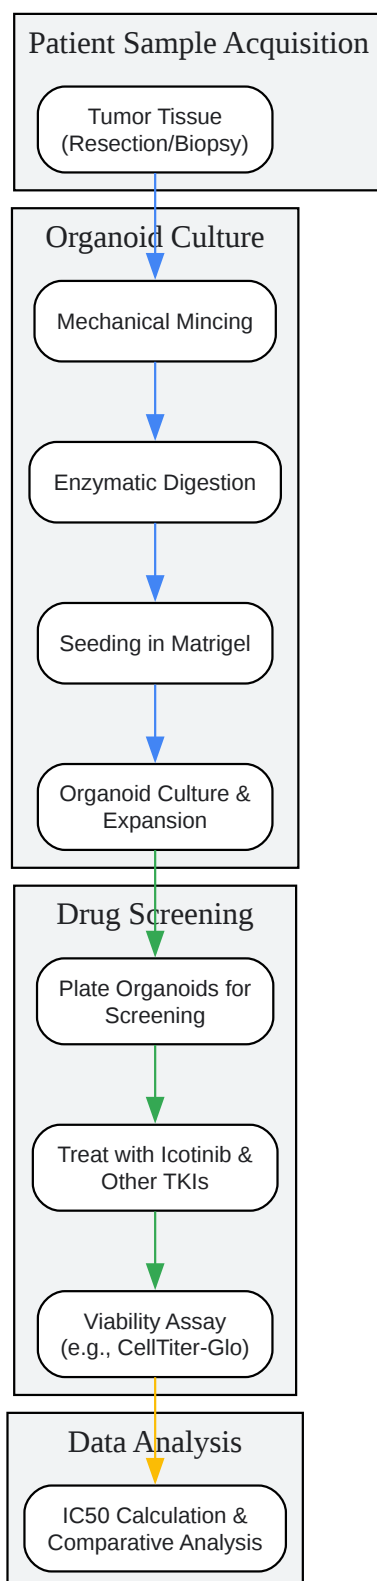 Patient Sample Acquisition
Tumor Tissue
(Resection/Biopsy)
Organoid Culture
Mechanical Mincing
Enzymatic Digestion
Seeding in Matrigel
Organoid Culture &
Expansion
Drug Screening
Plate Organoids for
Screening
Treat with Icotinib &
Other TKIs
Viability Assay
(e.g., CellTiter-Glo)
Data Analysis
IC50 Calculation &
Comparative Analysis